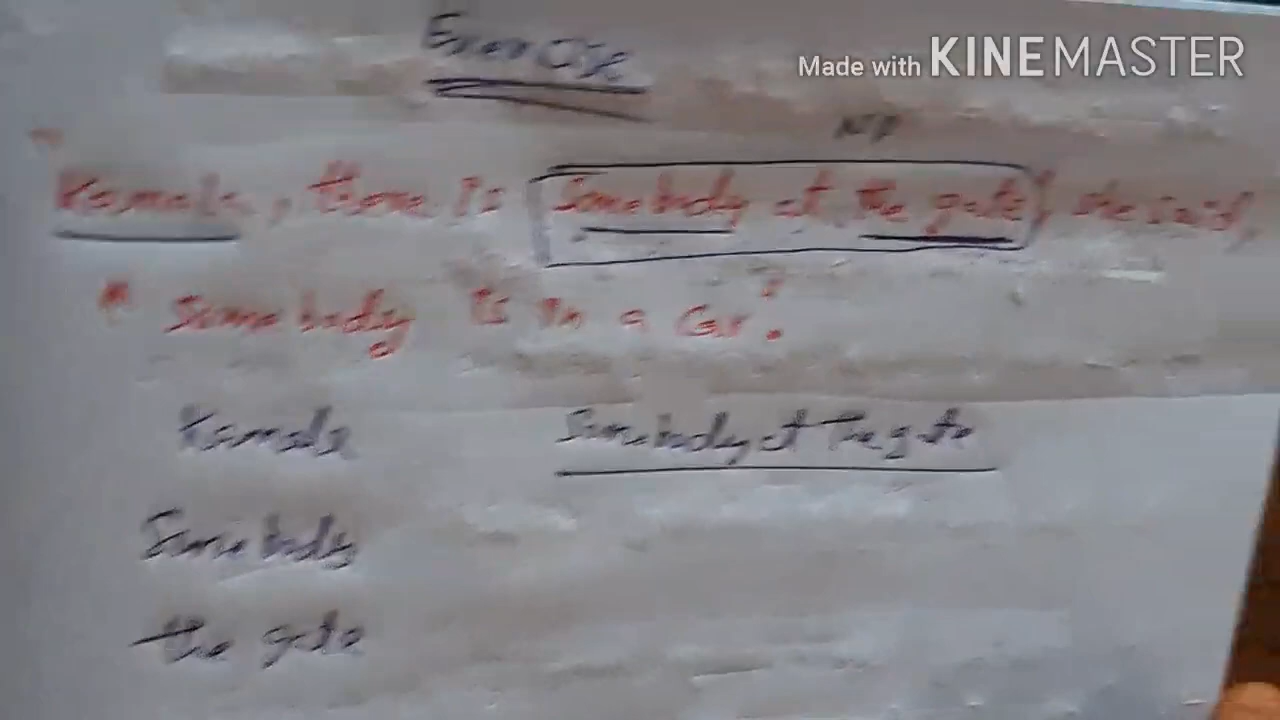 Exercise
Made with KINEMASTER
NP
"Kamala, there is somebody at the gate", she said,
" Somebody is in a car".
Kamala somebody at the gate
Somebody
the gate